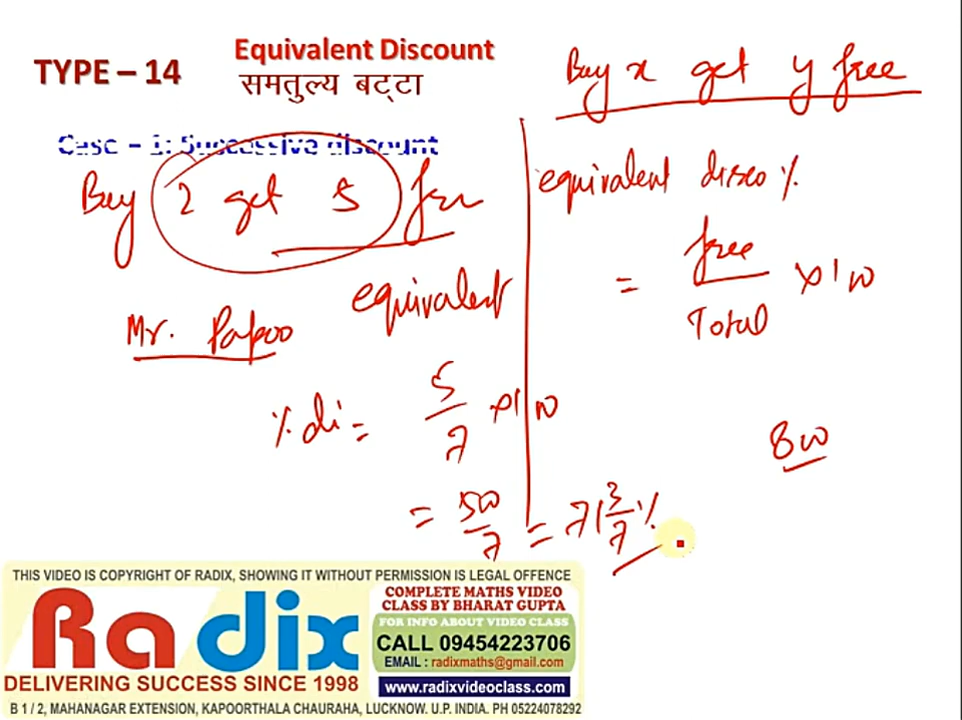 TYPE – 14
Equivalent Discount
समतुल्य बट्टा
Buy x get y free
Case – 1: Successive discount
Buy 2 get 5 free
equivalent disco %
= free / Total × 100
equivalent
Mr. Papoo
% di = 5/7 × 100
800
= 500/7 = 71 3/7 %
THIS VIDEO IS COPYRIGHT OF RADIX, SHOWING IT WITHOUT PERMISSION IS LEGAL OFFENCE
Radix
DELIVERING SUCCESS SINCE 1998
COMPLETE MATHS VIDEO
CLASS BY BHARAT GUPTA
FOR INFO ABOUT VIDEO CLASS
CALL 09454223706
EMAIL : radixmaths@gmail.com
www.radixvideoclass.com
B 1 / 2, MAHANAGAR EXTENSION, KAPOORTHALA CHAURAHA, LUCKNOW. U.P. INDIA. PH 05224078292